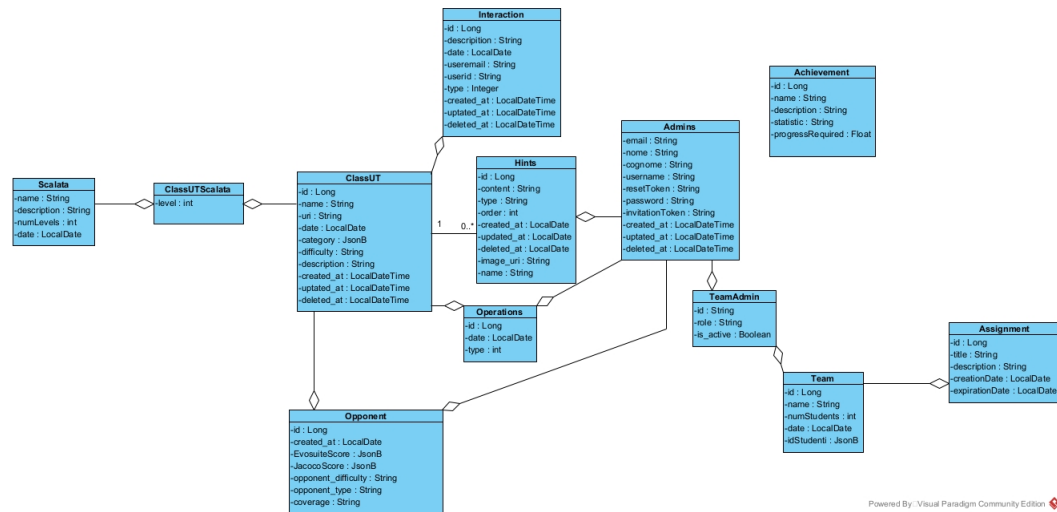 Interaction
-id : Long
-descripition : String
-date : LocalDate
-useremail : String
-userid : String
-type : Integer
-created_at : LocalDateTime
-uptated_at : LocalDateTime
-deleted_at : LocalDateTime
Achievement
-id : Long
-name : String
-description : String
-statistic : String
-progressRequired : Float
Admins
-email : String
-nome : String
-cognome : String
-username : String
-resetToken : String
-password : String
-invitationToken : String
-created_at : LocalDateTime
-uptated_at : LocalDateTime
-deleted_at : LocalDateTime
Hints
-id : Long
-content : String
-type : String
-order : int
-created_at : LocalDate
-updated_at : LocalDate
-deleted_at : LocalDate
-image_uri : String
-name : String
Scalata
-name : String
-description : String
-numLevels : int
-date : LocalDate
ClassUTScalata
-level : int
ClassUT
-id : Long
-name : String
-uri : String
-date : LocalDate
-category : JsonB
-difficulty : String
-description : String
-created_at : LocalDateTime
-uptated_at : LocalDateTime
-deleted_at : LocalDateTime
1
0..*
Operations
-id : Long
-date : LocalDate
-type : int
TeamAdmin
-id : String
-role : String
-is_active : Boolean
Assignment
-id : Long
-title : String
-description : String
-creationDate : LocalDate
-expirationDate : LocalDate
Team
-id : Long
-name : String
-numStudents : int
-date : LocalDate
-idStudenti : JsonB
Opponent
-id : Long
-created_at : LocalDate
-EvosuiteScore : JsonB
-JacocoScore : JsonB
-opponent_difficulty : String
-opponent_type : String
-coverage : String
Powered By: Visual Paradigm Community Edition